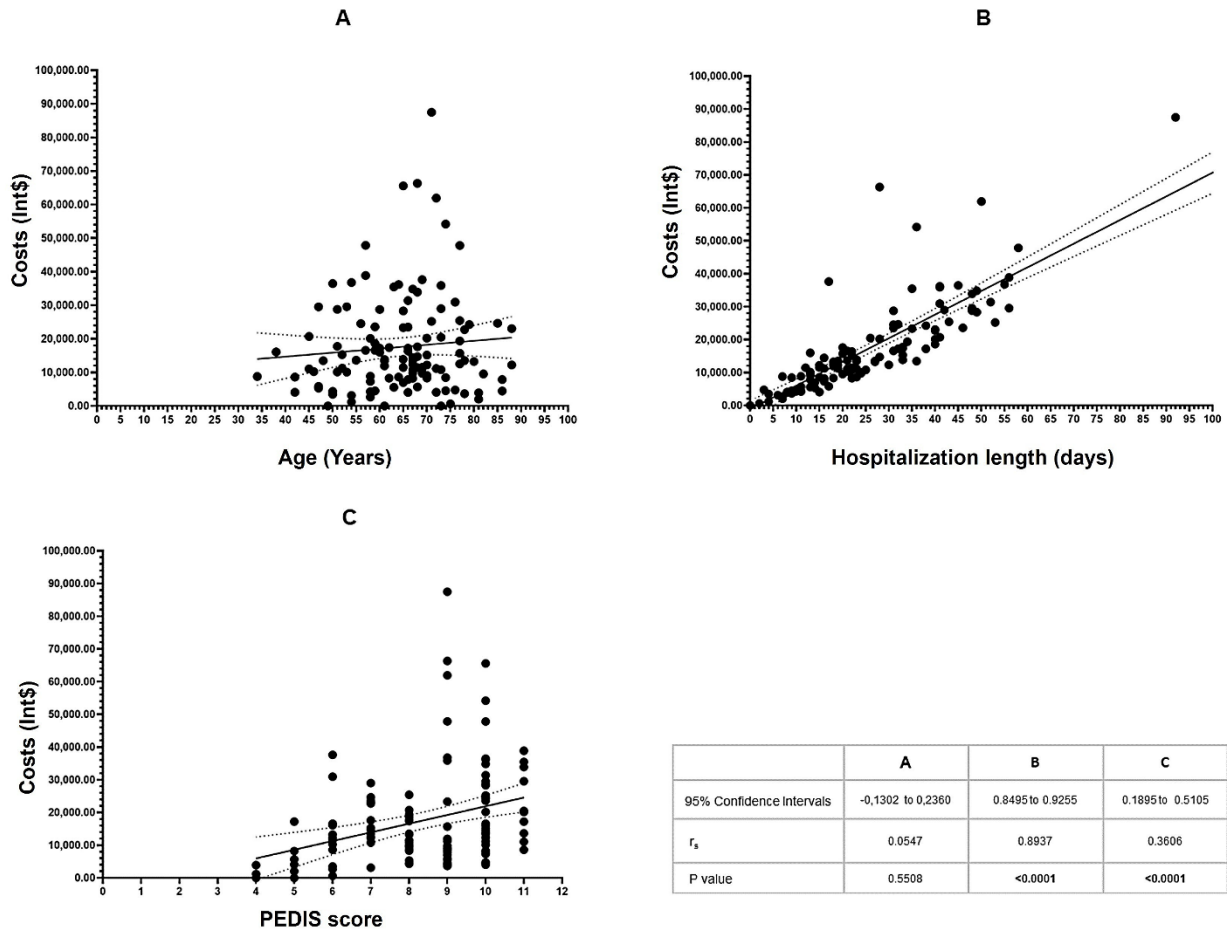 A
100,000.00
90,000.00
80,000.00
70,000.00
60,000.00
50,000.00
40,000.00
30,000.00
20,000.00
10,000.00
0.00
Costs (Int$)
0 5 10 15 20 25 30 35 40 45 50 55 60 65 70 75 80 85 90 95 100
Age (Years)
B
100,000.00
90,000.00
80,000.00
70,000.00
60,000.00
50,000.00
40,000.00
30,000.00
20,000.00
10,000.00
0.00
Costs (Int$)
0 5 10 15 20 25 30 35 40 45 50 55 60 65 70 75 80 85 90 95 100
Hospitalization length (days)
C
100,000.00
90,000.00
80,000.00
70,000.00
60,000.00
50,000.00
40,000.00
30,000.00
20,000.00
10,000.00
0.00
Costs (Int$)
0 1 2 3 4 5 6 7 8 9 10 11 12
PEDIS score
A B C
95% Confidence Intervals -0,1302 to 0,2360 0.8495 to 0.9255 0.1895 to 0.5105
rs 0.0547 0.8937 0.3606
P value 0.5508 <0.0001 <0.0001